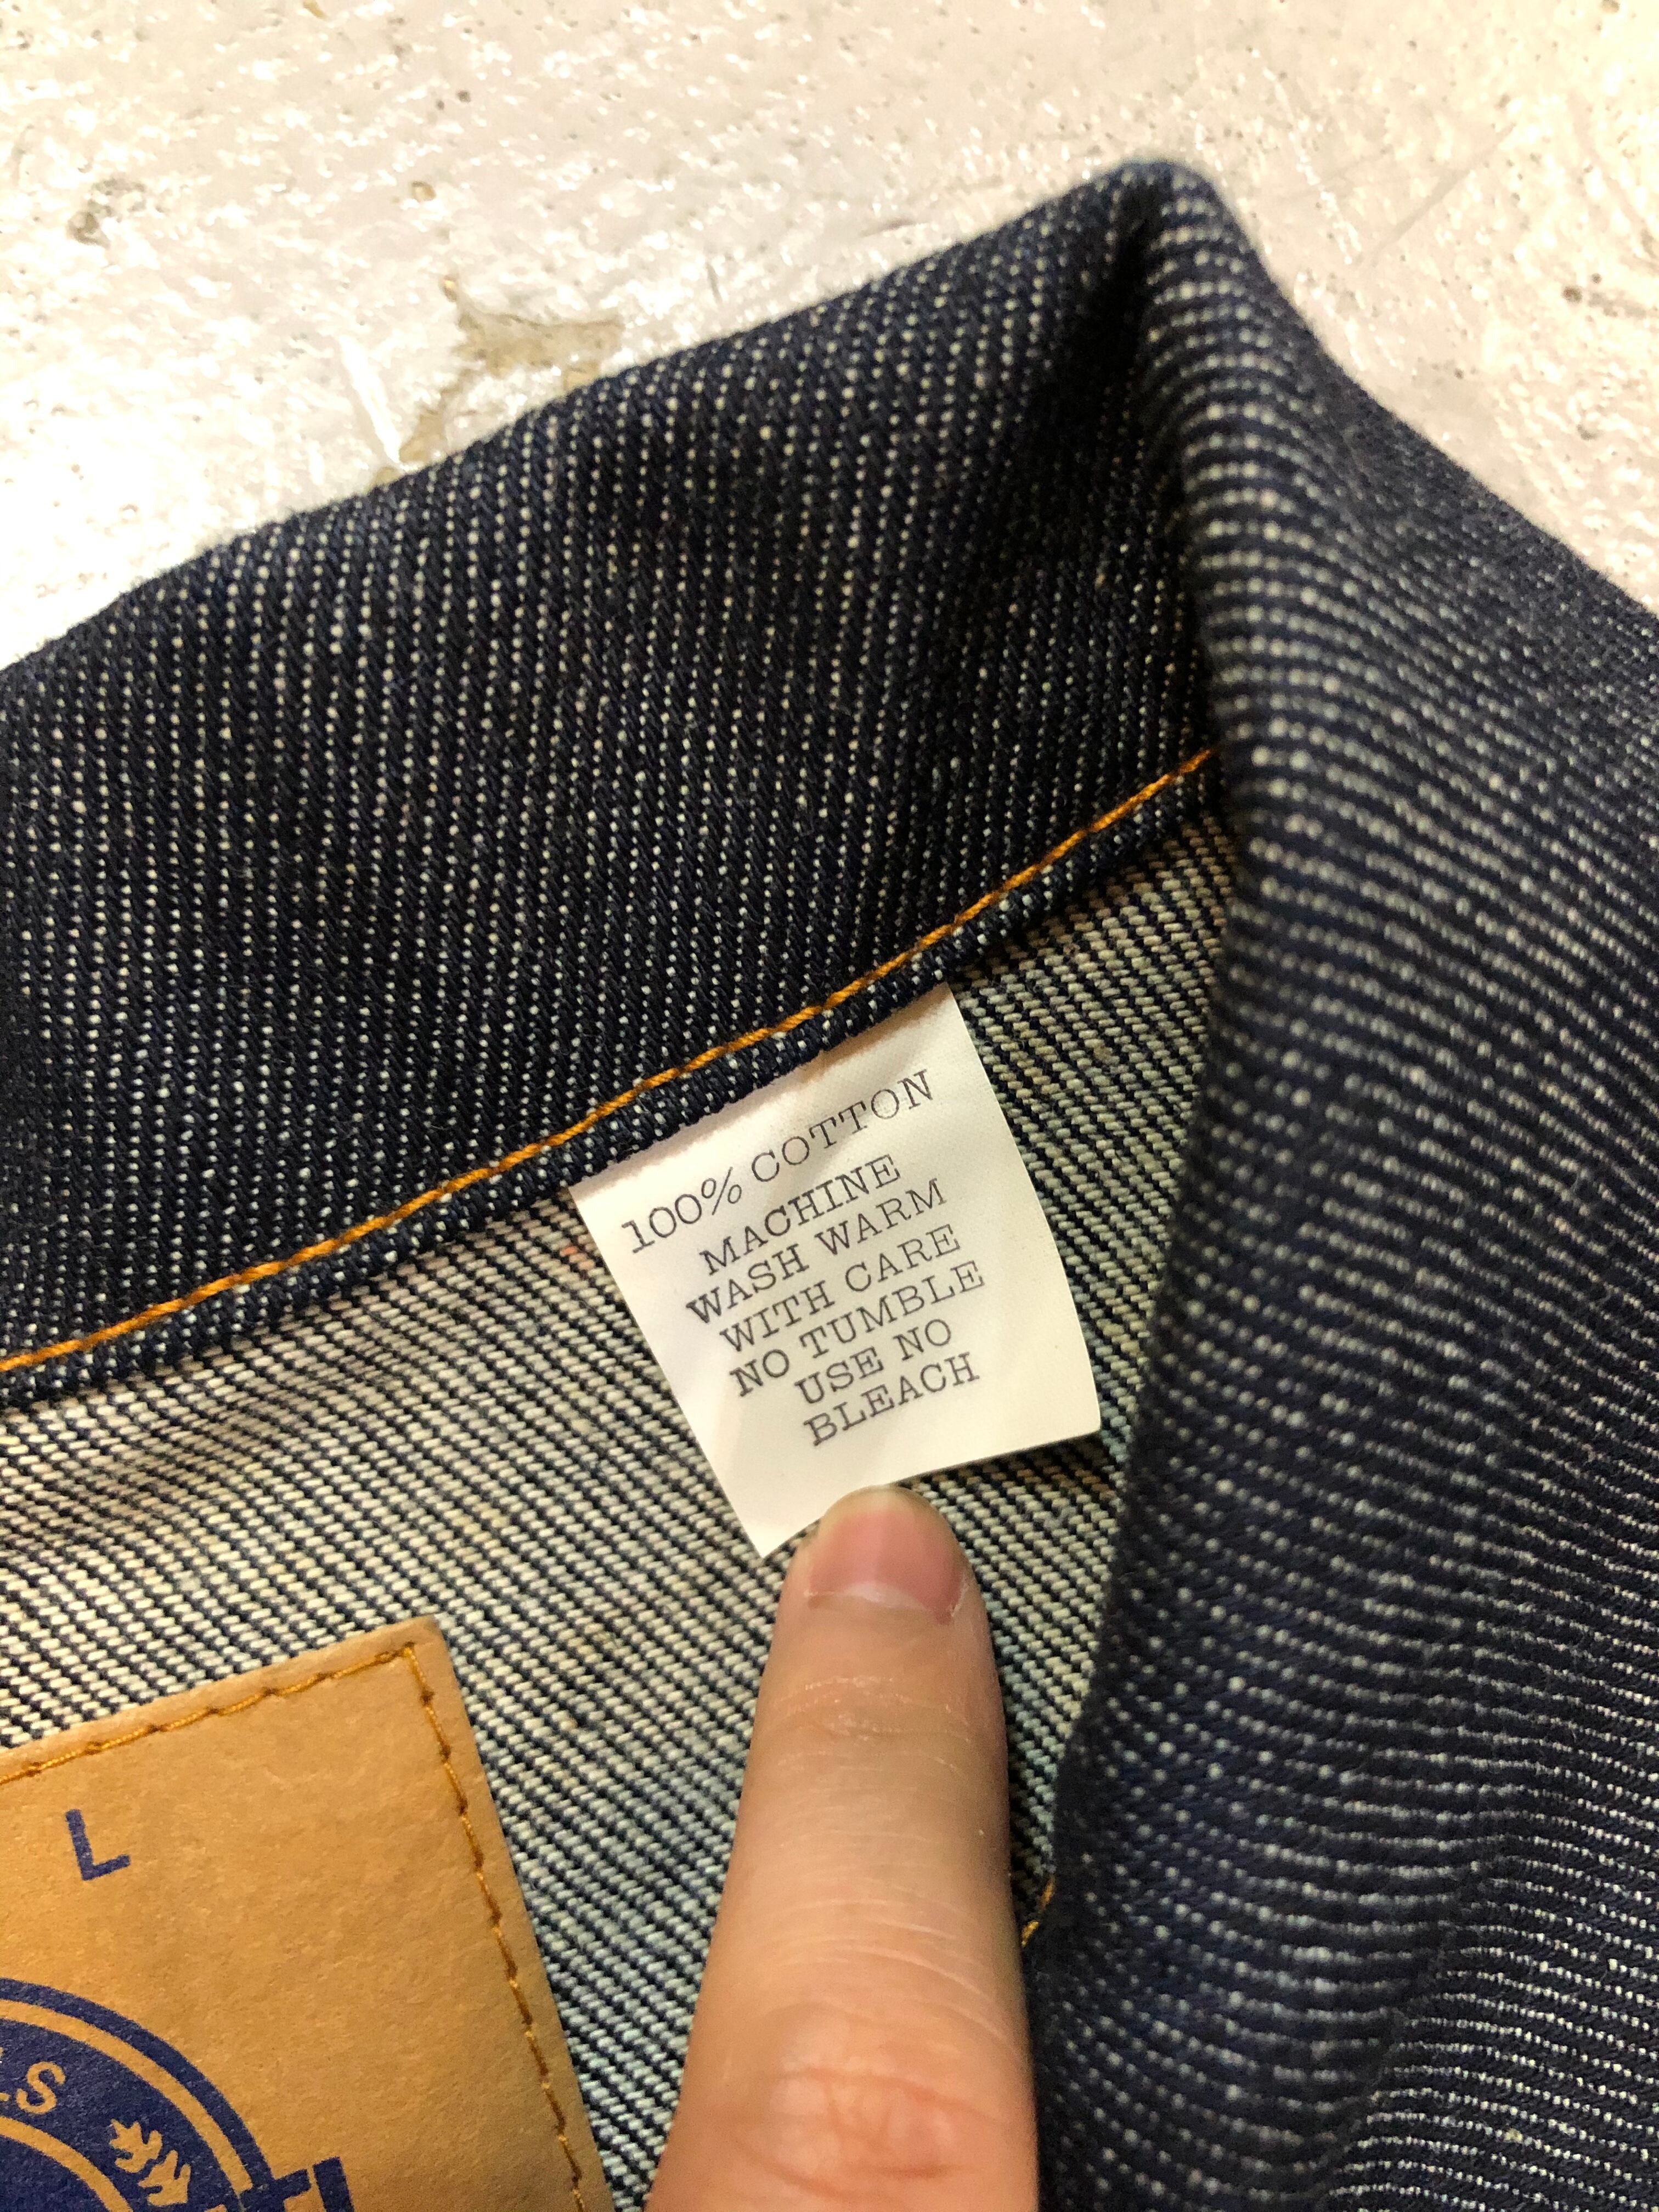 100% COTTON
MACHINE
WASH WARM
WITH CARE
NO TUMBLE
USE NO
BLEACH
L